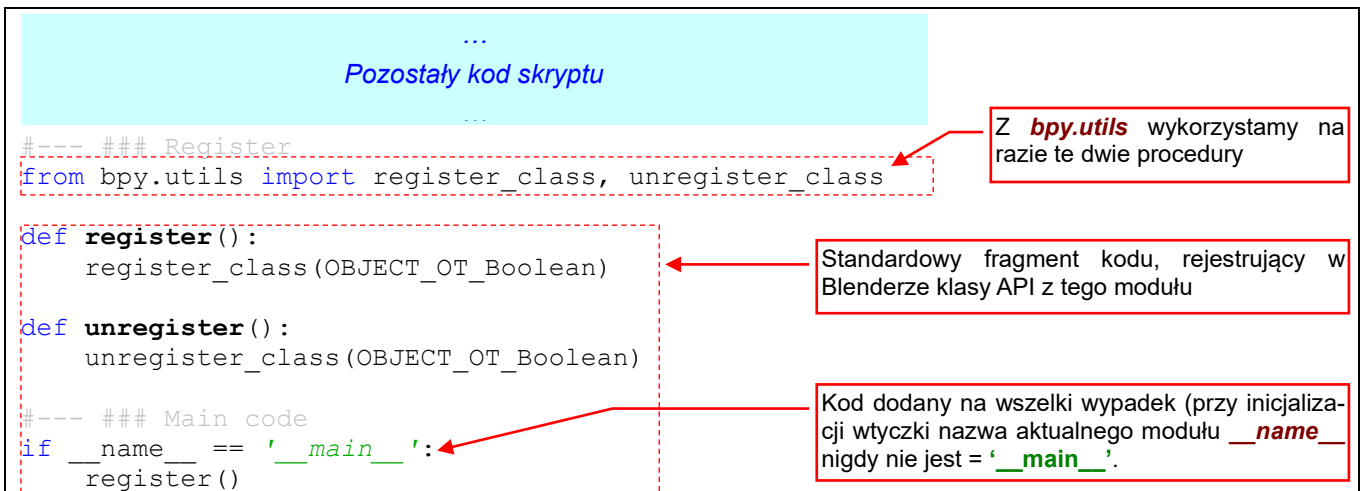 …
Pozostały kod skryptu
…
#--- ### Register
from bpy.utils import register_class, unregister_class
Z bpy.utils wykorzystamy na
razie te dwie procedury
def register():
    register_class(OBJECT_OT_Boolean)
Standardowy fragment kodu, rejestrujący w
Blenderze klasy API z tego modułu
def unregister():
    unregister_class(OBJECT_OT_Boolean)
#--- ### Main code
if __name__ == '__main__':
    register()
Kod dodany na wszelki wypadek (przy inicjaliza-
cji wtyczki nazwa aktualnego modułu __name__
nigdy nie jest = ‘__main__’.